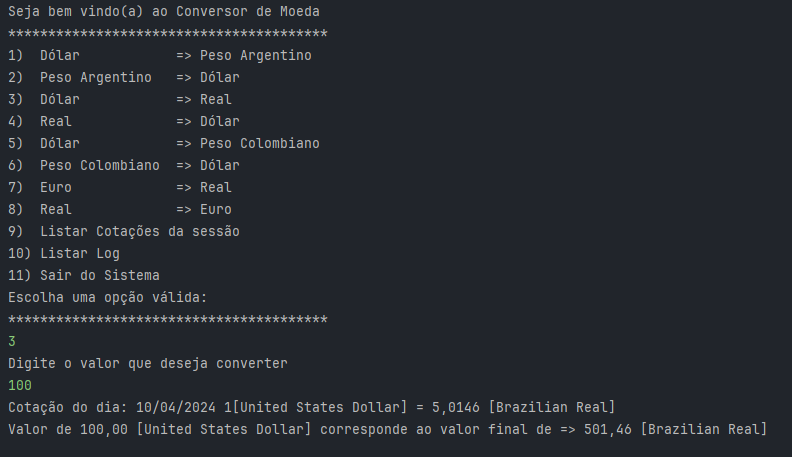 Seja bem vindo(a) ao Conversor de Moeda
****************************************
1)  Dólar            => Peso Argentino
2)  Peso Argentino   => Dólar
3)  Dólar            => Real
4)  Real             => Dólar
5)  Dólar            => Peso Colombiano
6)  Peso Colombiano  => Dólar
7)  Euro             => Real
8)  Real             => Euro
9)  Listar Cotações da sessão
10) Listar Log
11) Sair do Sistema
Escolha uma opção válida:
****************************************
3
Digite o valor que deseja converter
100
Cotação do dia: 10/04/2024 1[United States Dollar] = 5,0146 [Brazilian Real]
Valor de 100,00 [United States Dollar] corresponde ao valor final de => 501,46 [Brazilian Real]